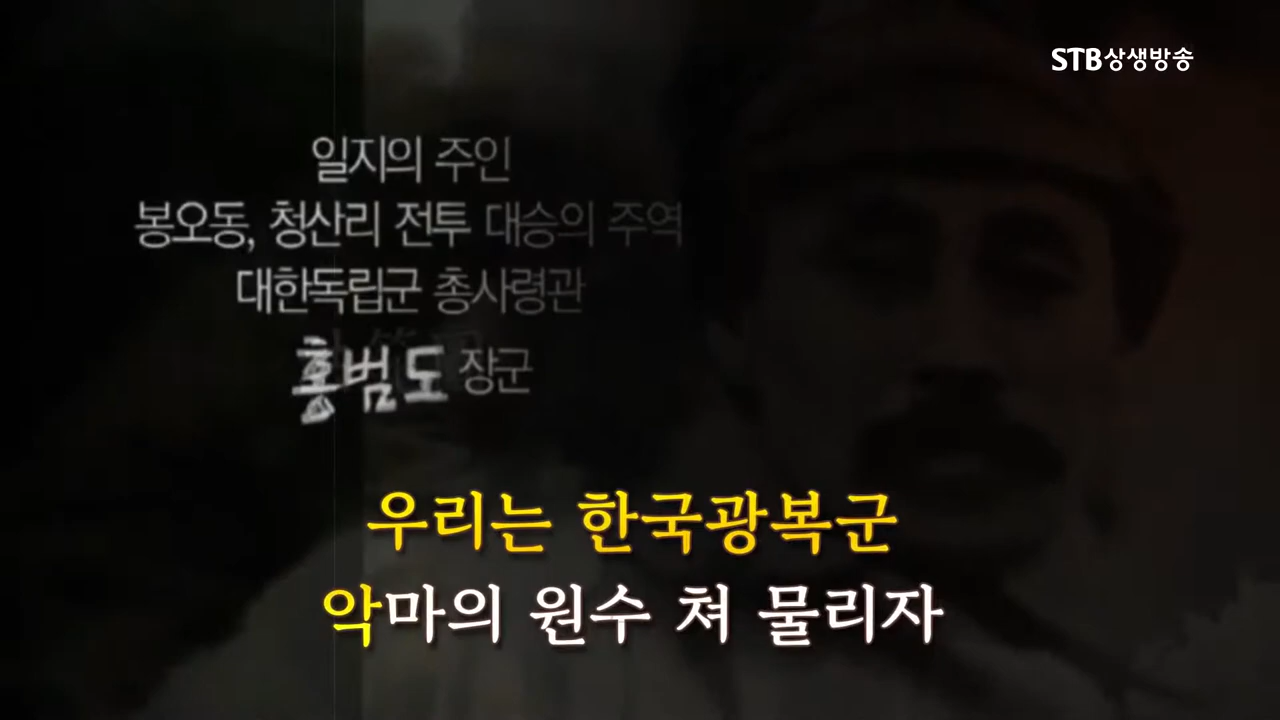 STB상생방송
일지의 주인
봉오동, 청산리 전투 대승의 주역
대한독립군 총사령관
홍범도 장군
우리는 한국광복군
악마의 원수 쳐 물리자